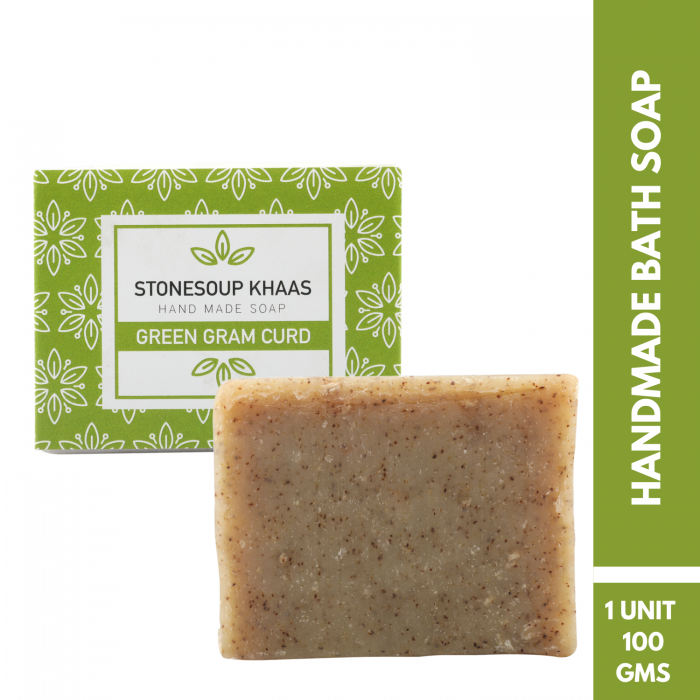 STONESOUP KHAAS
HAND MADE SOAP
GREEN GRAM CURD
HANDMADE BATH SOAP
1 UNIT
100
GMS